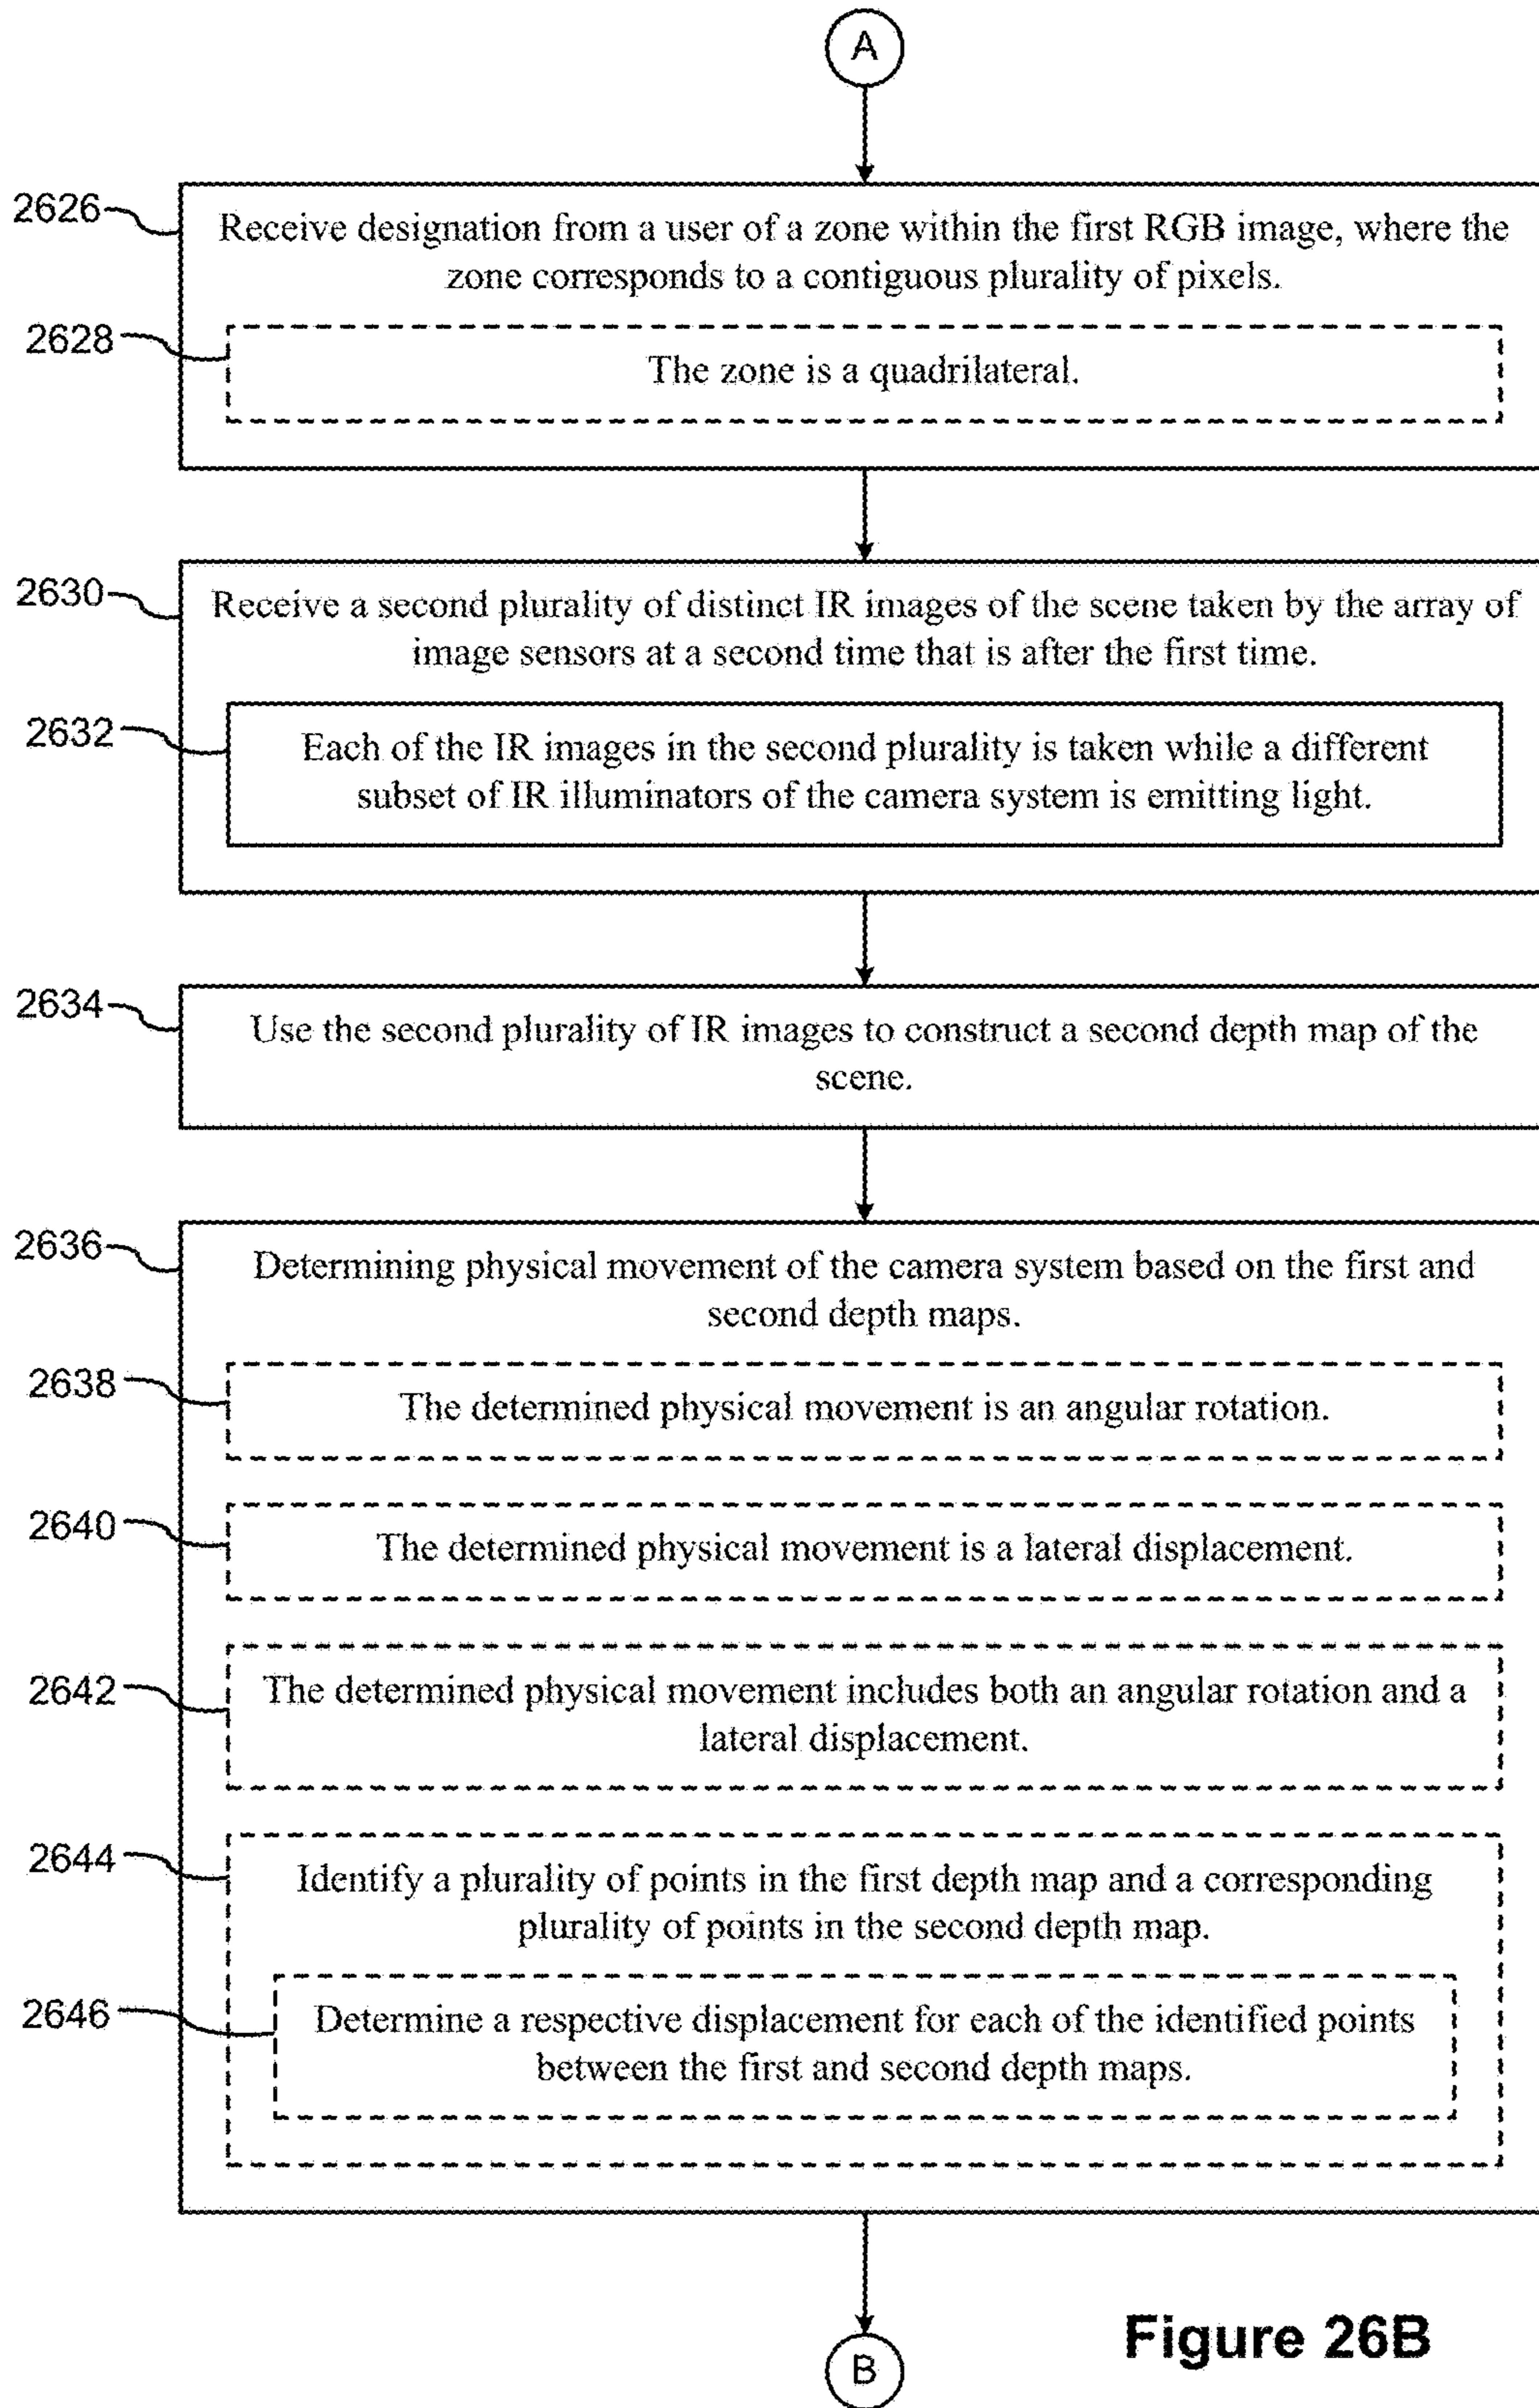 A
2626
Receive designation from a user of a zone within the first RGB image, where the
zone corresponds to a contiguous plurality of pixels.
2628
The zone is a quadrilateral.
2630
Receive a second plurality of distinct IR images of the scene taken by the array of
image sensors at a second time that is after the first time.
2632
Each of the IR images in the second plurality is taken while a different
subset of IR illuminators of the camera system is emitting light.
2634
Use the second plurality of IR images to construct a second depth map of the
scene.
2636
Determining physical movement of the camera system based on the first and
second depth maps.
2638
The determined physical movement is an angular rotation.
2640
The determined physical movement is a lateral displacement.
2642
The determined physical movement includes both an angular rotation and a
lateral displacement.
2644
Identify a plurality of points in the first depth map and a corresponding
plurality of points in the second depth map.
2646
Determine a respective displacement for each of the identified points
between the first and second depth maps.
B
Figure 26B